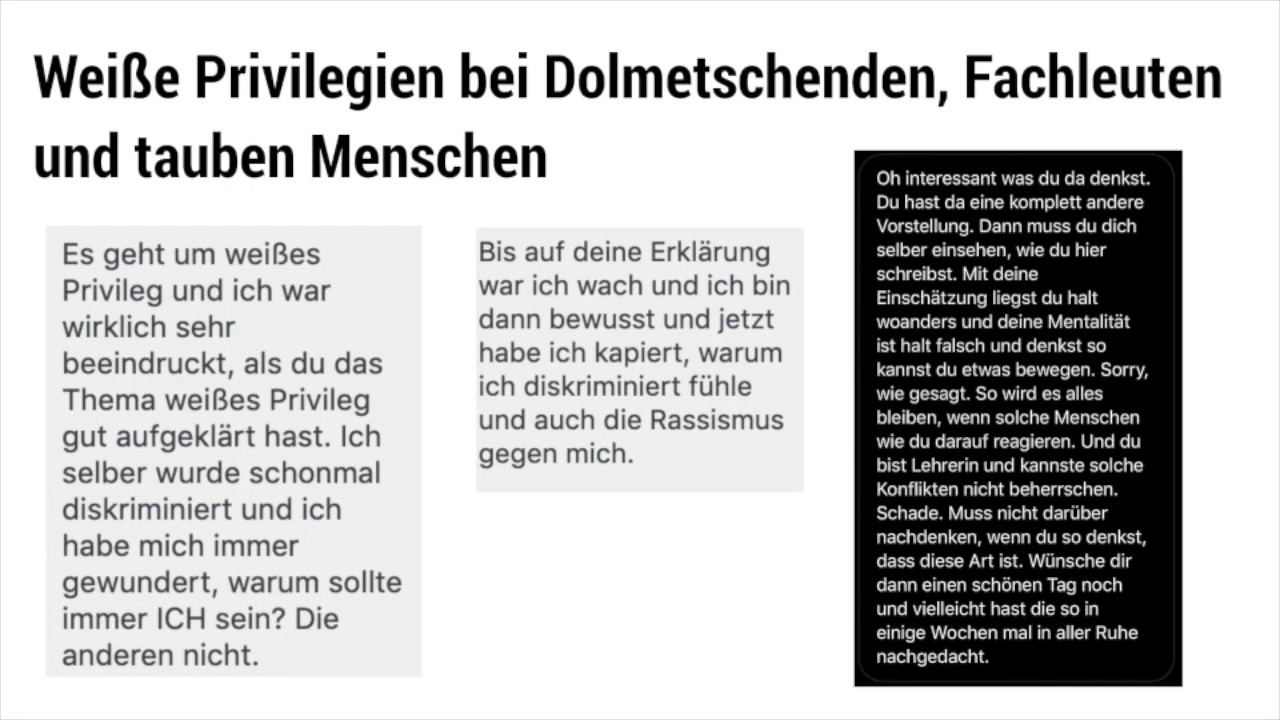 Weiße Privilegien bei Dolmetschenden, Fachleuten
und tauben Menschen
Es geht um weißes
Privileg und ich war
wirklich sehr
beeindruckt, als du das
Thema weißes Privileg
gut aufgeklärt hast. Ich
selber wurde schonmal
diskriminiert und ich
habe mich immer
gewundert, warum sollte
immer ICH sein? Die
anderen nicht.
Bis auf deine Erklärung
war ich wach und ich bin
dann bewusst und jetzt
habe ich kapiert, warum
ich diskriminiert fühle
und auch die Rassismus
gegen mich.
Oh interessant was du da denkst.
Du hast da eine komplett andere
Vorstellung. Dann muss du dich
selber einsehen, wie du hier
schreibst. Mit deine
Einschätzung liegst du halt
woanders und deine Mentalität
ist halt falsch und denkst so
kannst du etwas bewegen. Sorry,
wie gesagt. So wird es alles
bleiben, wenn solche Menschen
wie du darauf reagieren. Und du
bist Lehrerin und kannste solche
Konflikten nicht beherrschen.
Schade. Muss nicht darüber
nachdenken, wenn du so denkst,
dass diese Art ist. Wünsche dir
dann einen schönen Tag noch
und vielleicht hast die so in
einige Wochen mal in aller Ruhe
nachgedacht.